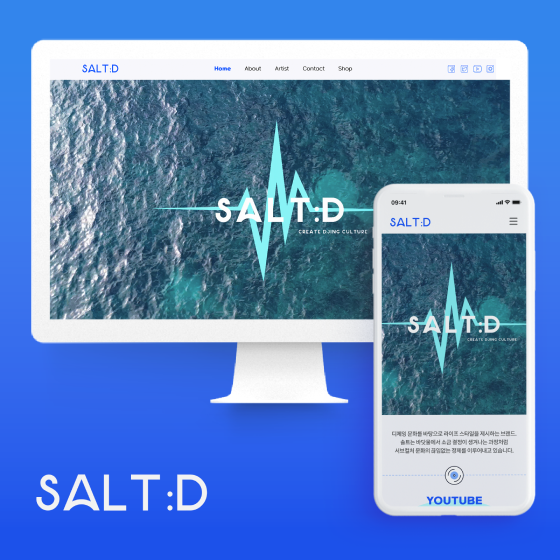 SALT:D
Home About Artist Contact Shop
SALT:D
CREATE DJING CULTURE
09:41
SALT:D
SALT:D
CREATE DJING CULTURE
디제잉 문화를 바탕으로 라이프 스타일을 제시하는 브랜드.
솔트는 바닷물에서 소금 결정이 생겨나는 과정처럼
서브컬처 문화의 끊임없는 정제를 이루어내고 있습니다.
YOUTUBE
SALT:D